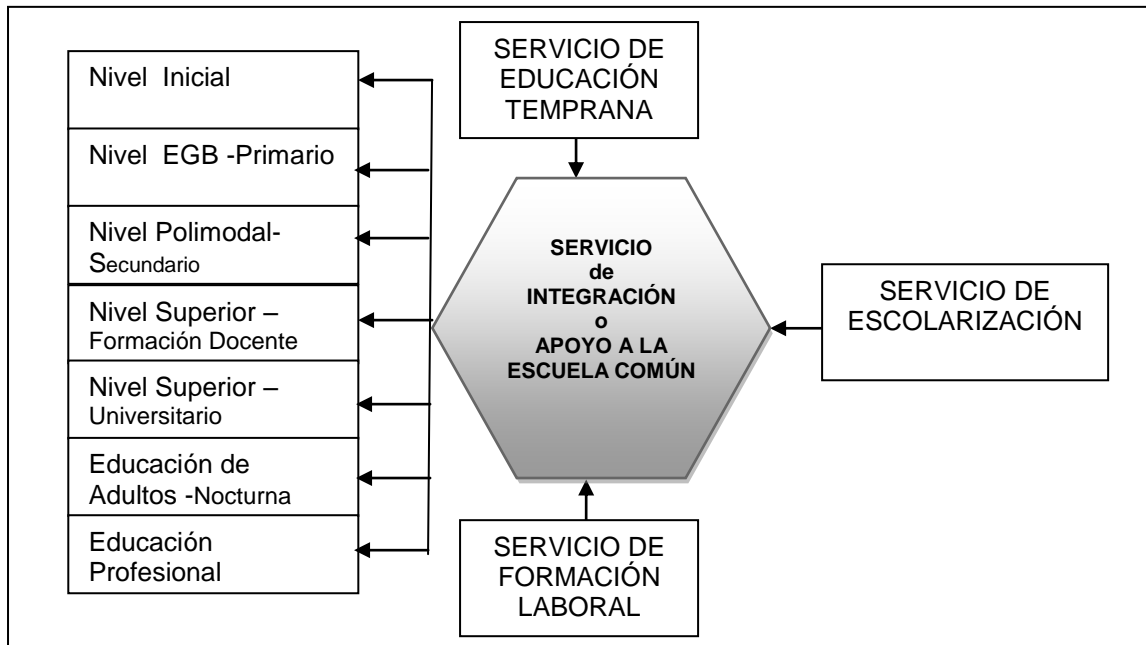 Nivel Inicial
Nivel EGB -Primario
Nivel Polimodal-
Secundario
Nivel Superior –
Formación Docente
Nivel Superior –
Universitario
Educación de
Adultos -Nocturna
Educación
Profesional
SERVICIO DE
EDUCACIÓN
TEMPRANA
SERVICIO
de
INTEGRACIÓN
o
APOYO A LA
ESCUELA COMÚN
SERVICIO DE
ESCOLARIZACIÓN
SERVICIO DE
FORMACIÓN
LABORAL